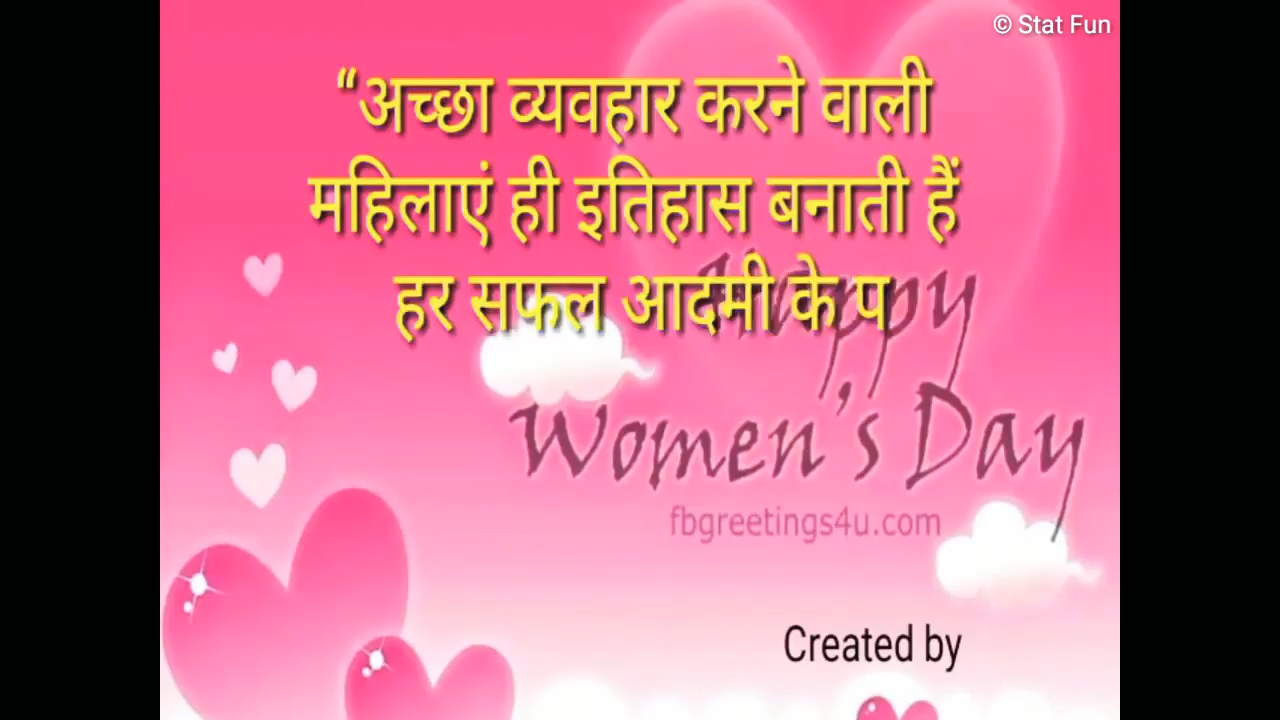 © Stat Fun
“अच्छा व्यवहार करने वाली
महिलाएं ही इतिहास बनाती हैं
हर सफल आदमी के प
Happy
Women's Day
fbgreetings4u.com
Created by